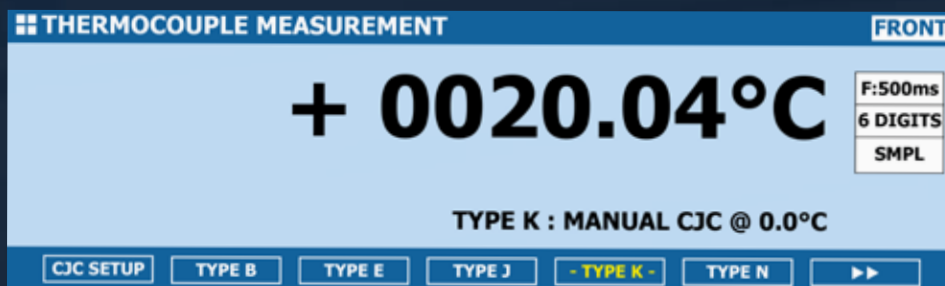 THERMOCOUPLE MEASUREMENT FRONT
+ 0020.04°C
F:500ms
6 DIGITS
SMPL
TYPE K : MANUAL CJC @ 0.0°C
CJC SETUP TYPE B TYPE E TYPE J - TYPE K - TYPE N ▶▶